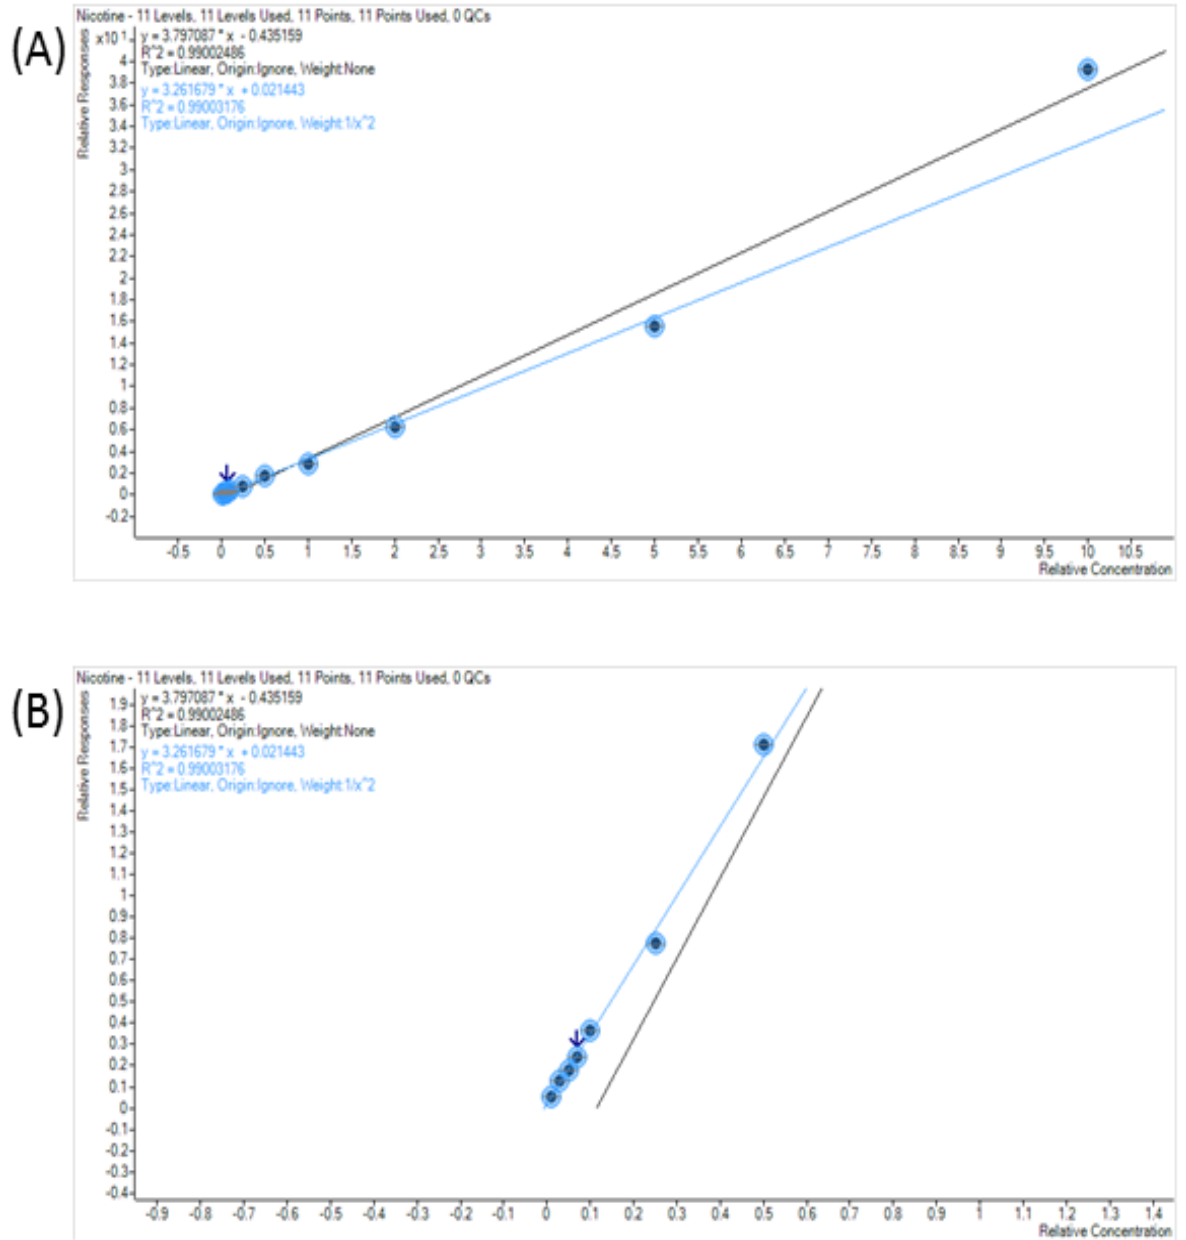 (A)
Nicotine - 11 Levels, 11 Levels Used, 11 Points, 11 Points Used, 0 QCs
y = 3.797087 * x - 0.435159
R^2 = 0.99002486
Type:Linear, Origin:Ignore, Weight:None
y = 3.261679 * x + 0.021443
R^2 = 0.99003176
Type:Linear, Origin:Ignore, Weight:1/x^2
Relative Responses
x10¹
4
3.8
3.6
3.4
3.2
3
2.8
2.6
2.4
2.2
2
1.8
1.6
1.4
1.2
1
0.8
0.6
0.4
0.2
0
-0.2
-0.5 0 0.5 1 1.5 2 2.5 3 3.5 4 4.5 5 5.5 6 6.5 7 7.5 8 8.5 9 9.5 10 10.5
Relative Concentration
(B)
Nicotine - 11 Levels, 11 Levels Used, 11 Points, 11 Points Used, 0 QCs
y = 3.797087 * x - 0.435159
R^2 = 0.99002486
Type:Linear, Origin:Ignore, Weight:None
y = 3.261679 * x + 0.021443
R^2 = 0.99003176
Type:Linear, Origin:Ignore, Weight:1/x^2
Relative Responses
1.9
1.8
1.7
1.6
1.5
1.4
1.3
1.2
1.1
1
0.9
0.8
0.7
0.6
0.5
0.4
0.3
0.2
0.1
0
-0.1
-0.2
-0.3
-0.4
-0.9 -0.8 -0.7 -0.6 -0.5 -0.4 -0.3 -0.2 -0.1 0 0.1 0.2 0.3 0.4 0.5 0.6 0.7 0.8 0.9 1 1.1 1.2 1.3 1.4
Relative Concentration